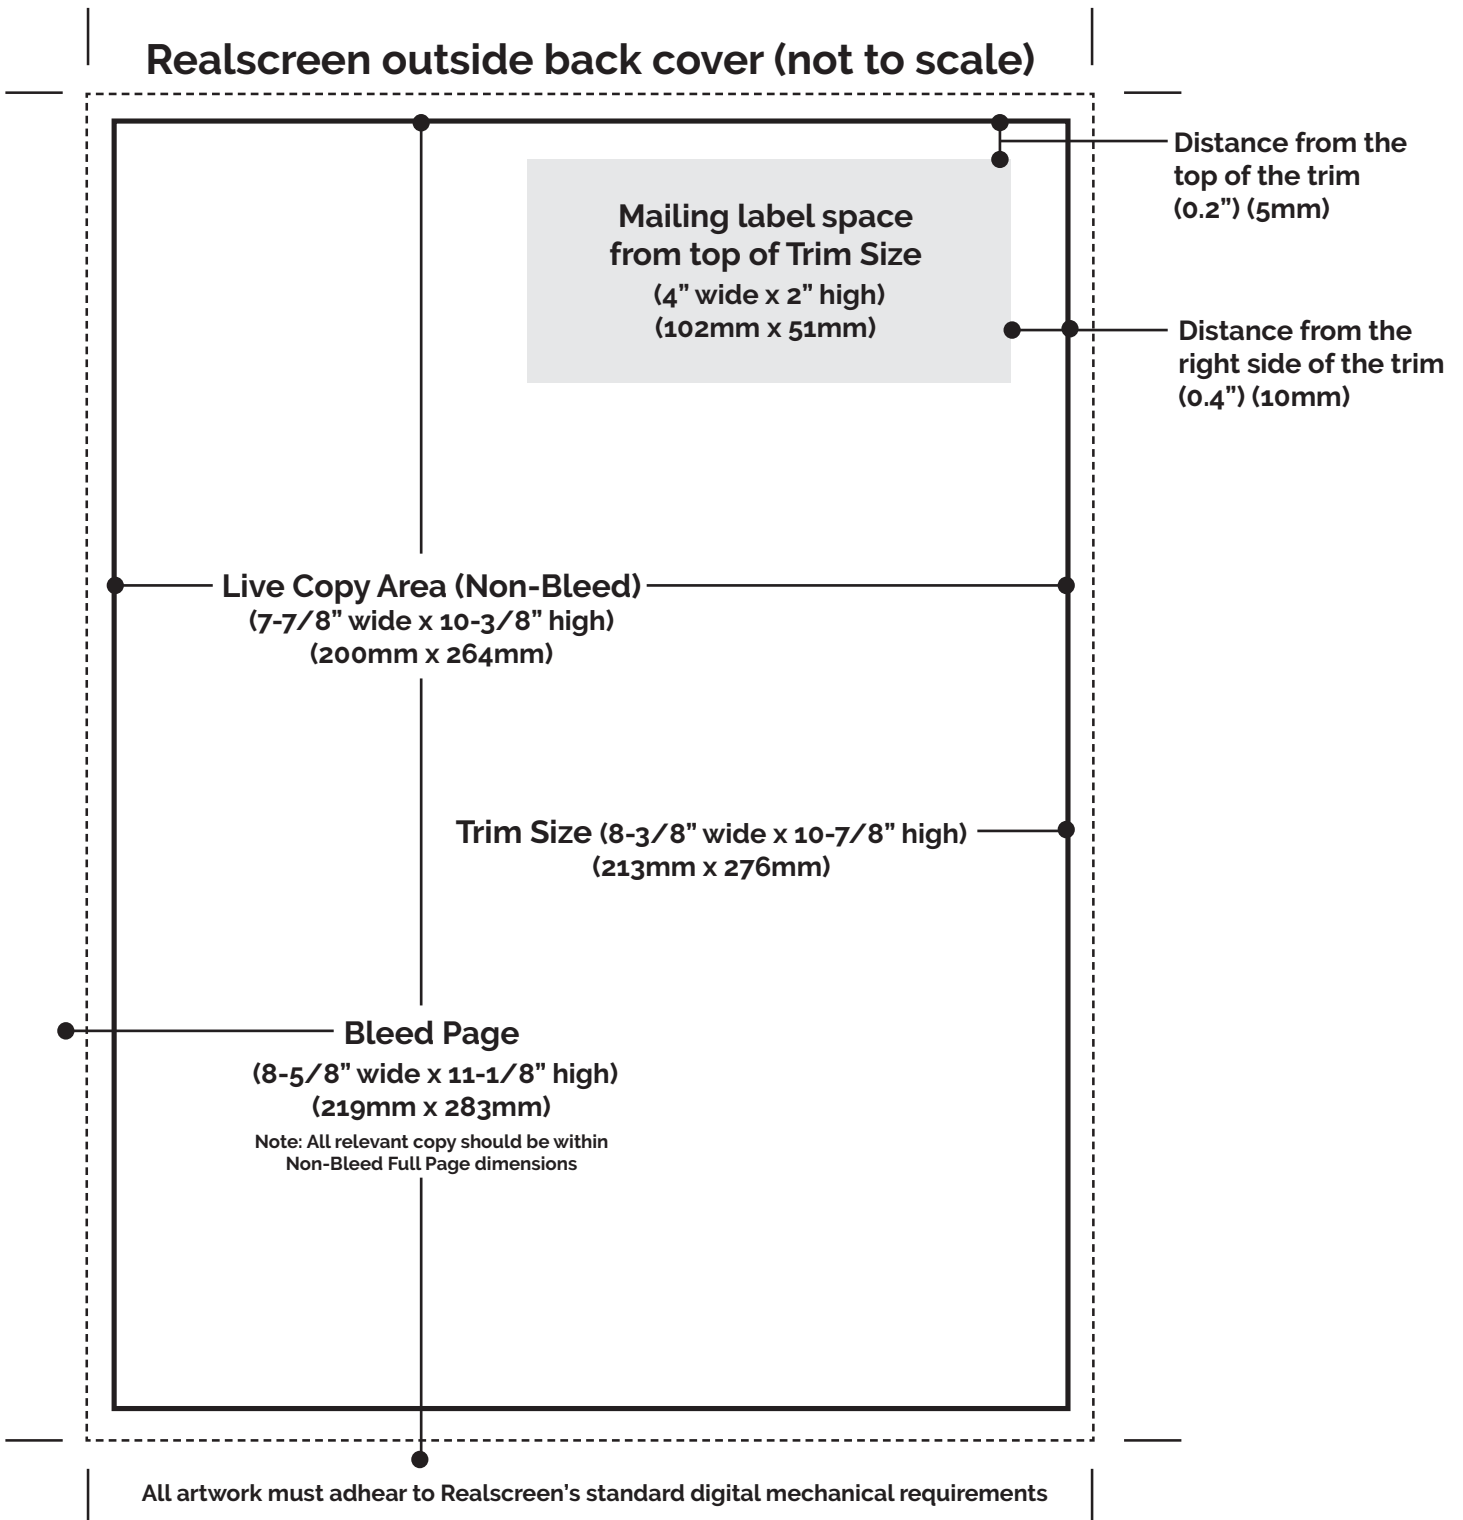 Realscreen outside back cover (not to scale)
Distance from the
top of the trim
(0.2”) (5mm)
Mailing label space
from top of Trim Size
(4” wide x 2” high)
(102mm x 51mm)
Distance from the
right side of the trim
(0.4”) (10mm)
Live Copy Area (Non-Bleed)
(7-7/8” wide x 10-3/8” high)
(200mm x 264mm)
Trim Size (8-3/8” wide x 10-7/8” high)
(213mm x 276mm)
Bleed Page
(8-5/8” wide x 11-1/8” high)
(219mm x 283mm)
Note: All relevant copy should be within
Non-Bleed Full Page dimensions
All artwork must adhear to Realscreen’s standard digital mechanical requirements